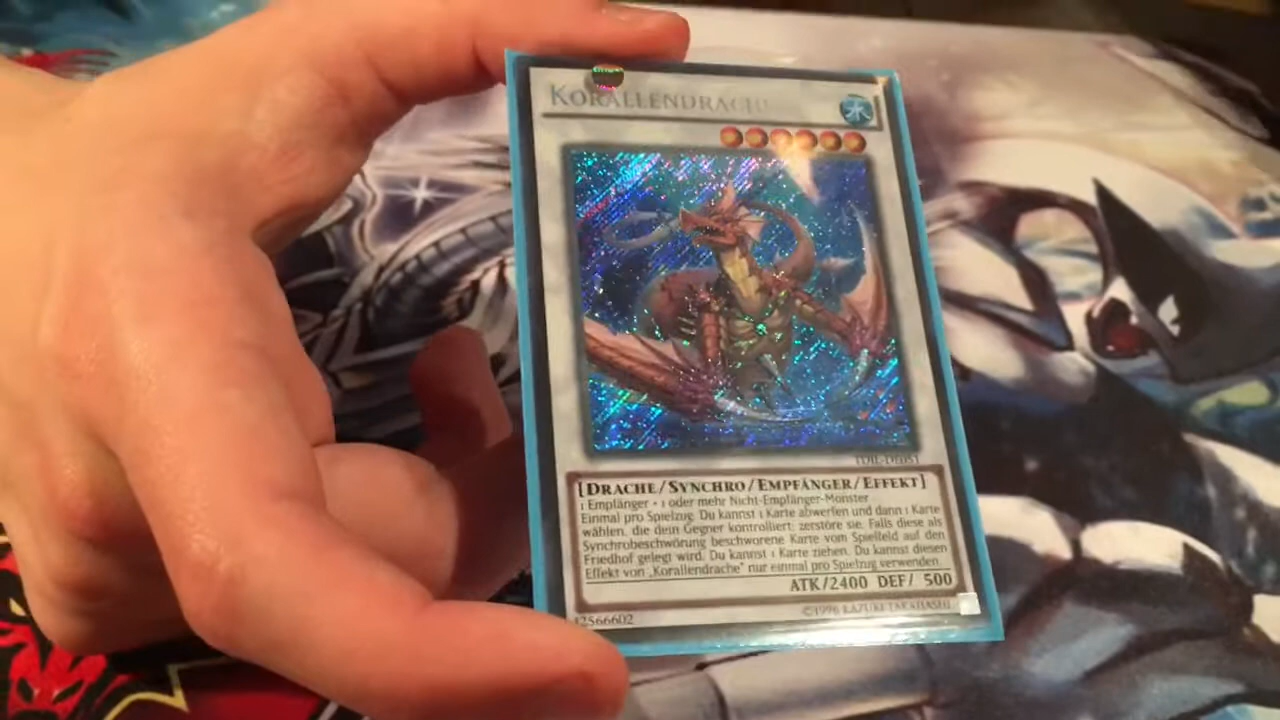 KORALLENDRACHE
水
TDIL-DE051
[DRACHE/SYNCHRO/EMPFÄNGER/EFFEKT]
1 Empfänger + 1 oder mehr Nicht-Empfänger-Monster
Einmal pro Spielzug: Du kannst 1 Karte abwerfen und dann 1 Karte
wählen, die dein Gegner kontrolliert; zerstöre sie. Falls diese als
Synchrobeschwörung beschworene Karte vom Spielfeld auf den
Friedhof gelegt wird: Du kannst 1 Karte ziehen. Du kannst diesen
Effekt von „Korallendrache" nur einmal pro Spielzug verwenden.
ATK/2400 DEF/ 500
42566602
©1996 KAZUKI TAKAHASHI